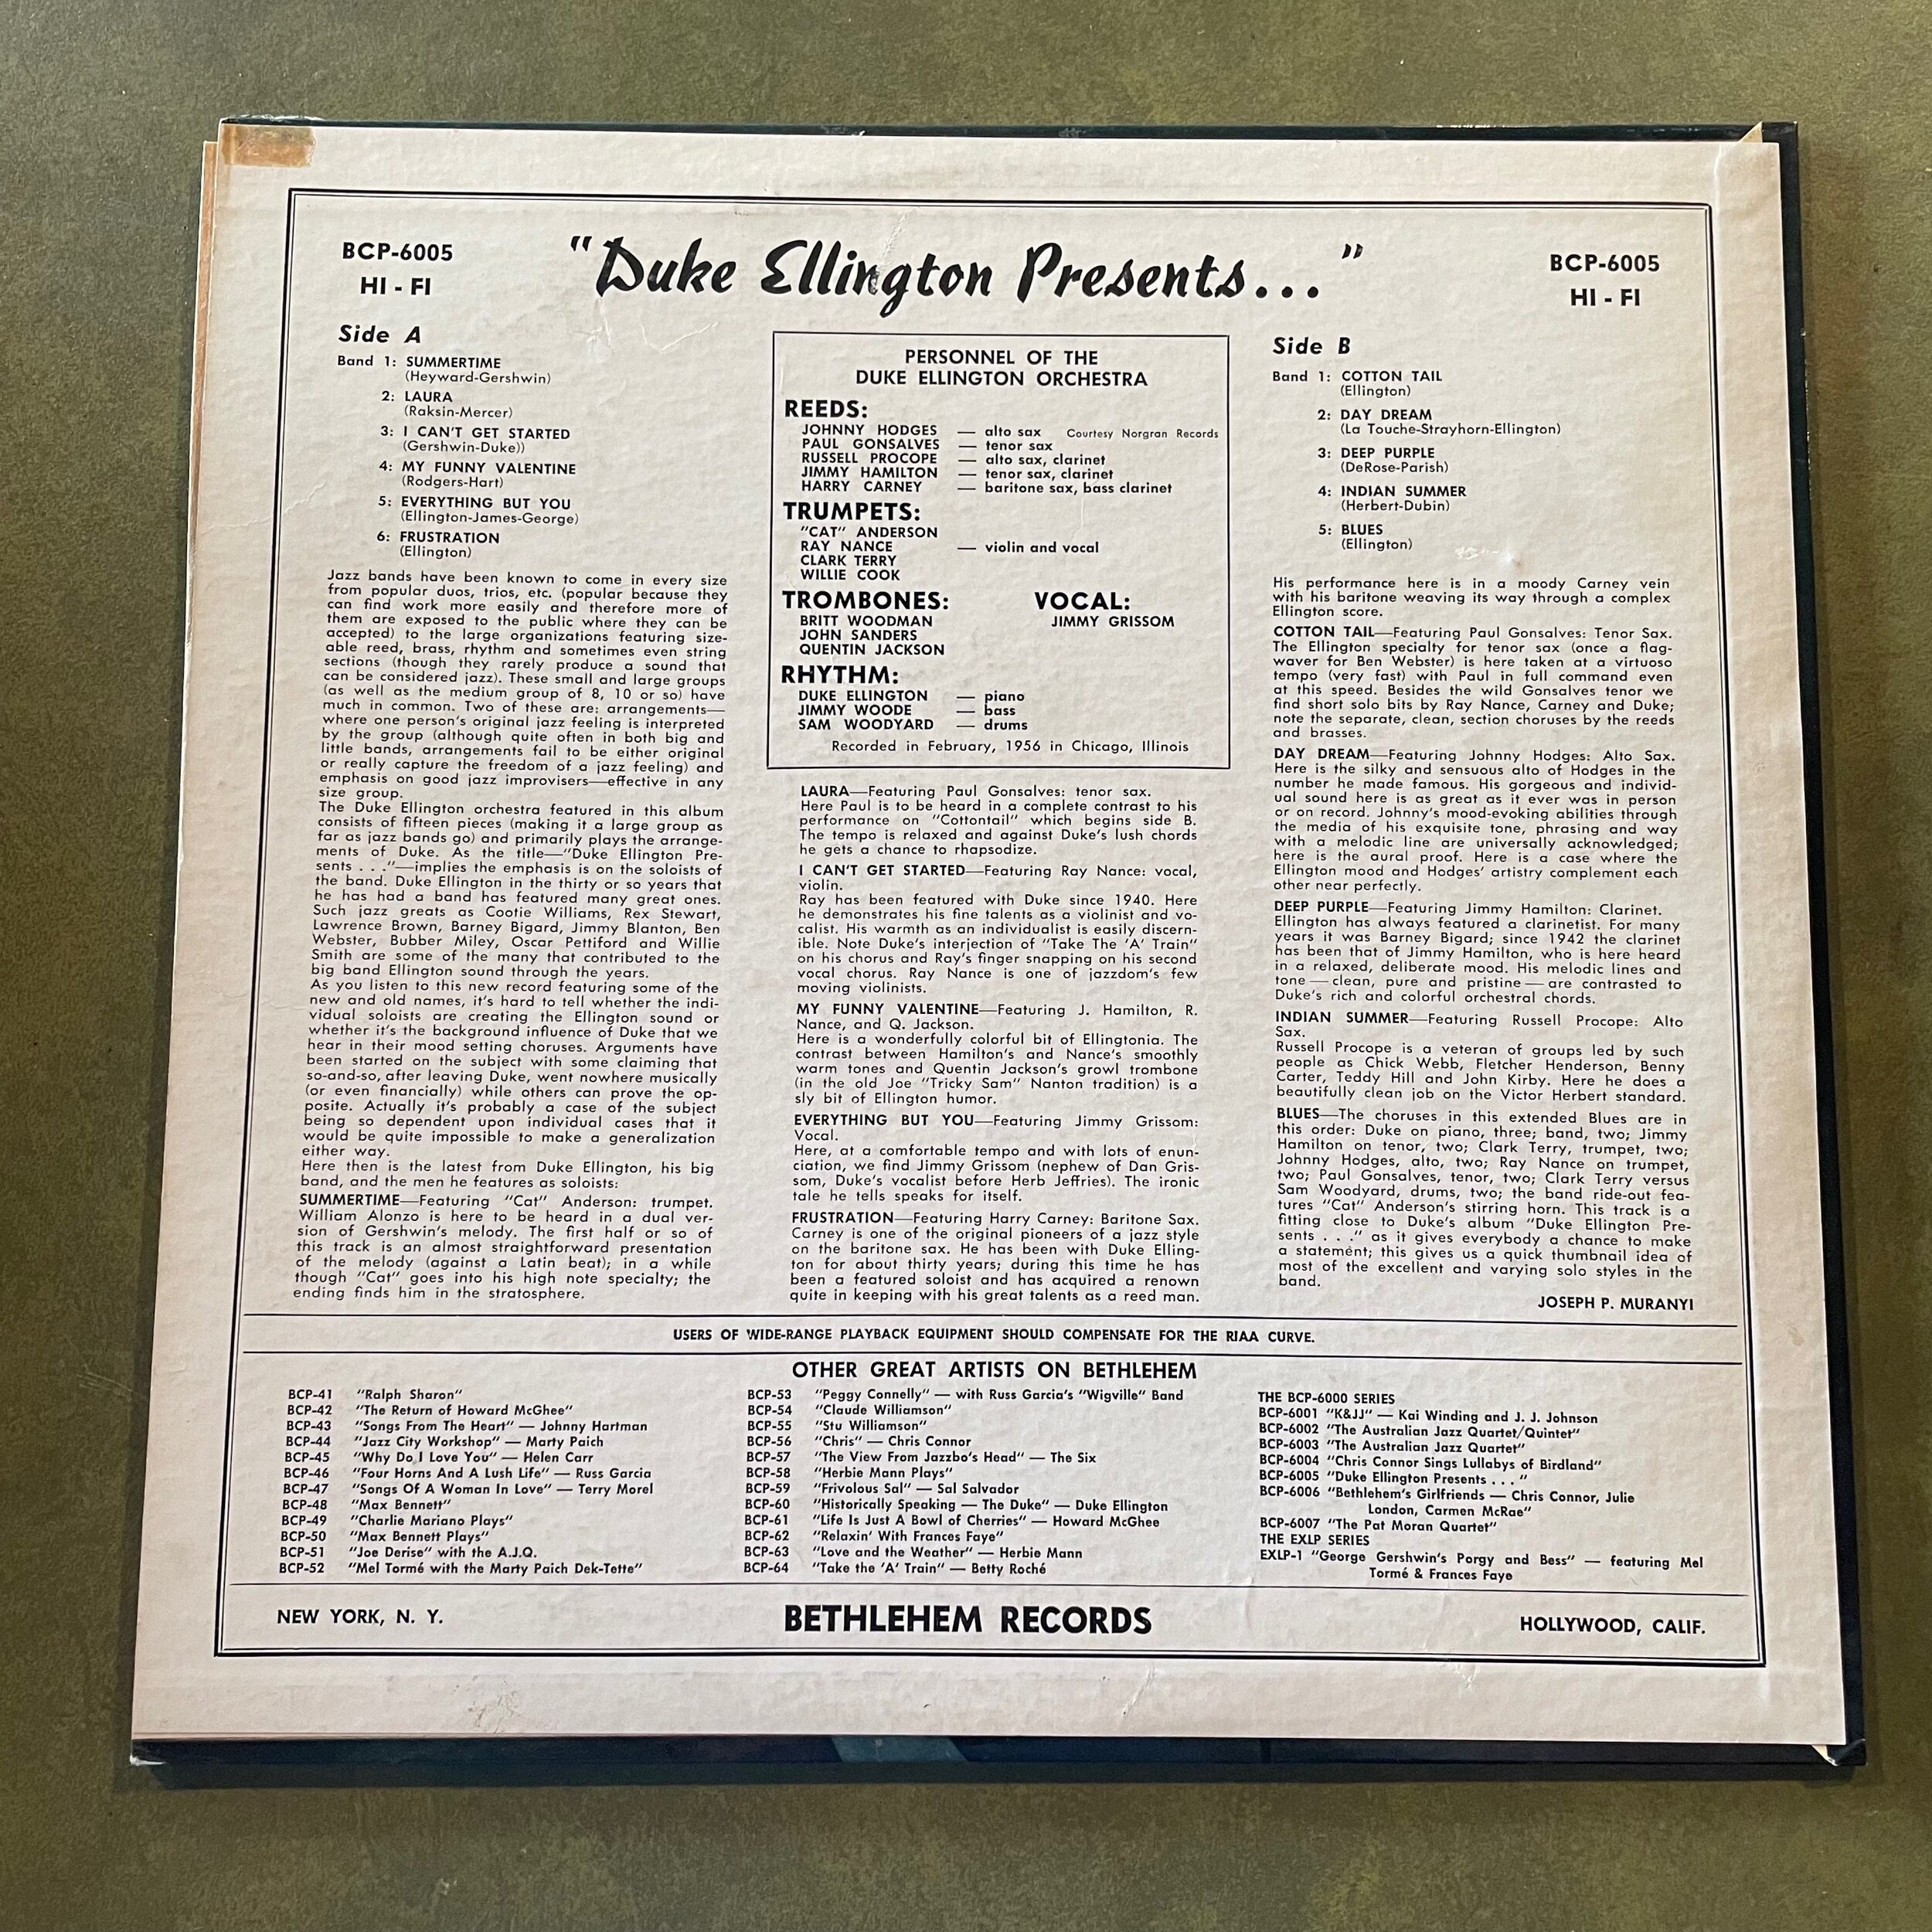 BCP-6005
HI - FI
"Duke Ellington Presents... "
BCP-6005
HI - FI
Side A
Band 1: SUMMERTIME
(Heyward-Gershwin)
2: LAURA
(Raksin-Mercer)
3: I CAN'T GET STARTED
(Gershwin-Duke))
4: MY FUNNY VALENTINE
(Rodgers-Hart)
5: EVERYTHING BUT YOU
(Ellington-James-George)
6: FRUSTRATION
(Ellington)
Jazz bands have been known to come in every size
from popular duos, trios, etc. (popular because they
can find work more easily and therefore more of
them are exposed to the public where they can be
accepted) to the large organizations featuring size-
able reed, brass, rhythm and sometimes even string
sections (though they rarely produce a sound that
can be considered jazz). These small and large groups
(as well as the medium group of 8, 10 or so) have
much in common. Two of these are: arrangements—
where one person's original jazz feeling is interpreted
by the group (although quite often in both big and
little bands, arrangements fail to be either original
or really capture the freedom of a jazz feeling) and
emphasis on good jazz improvisers—effective in any
size group.
The Duke Ellington orchestra featured in this album
consists of fifteen pieces (making it a large group as
far as jazz bands go) and primarily plays the arrange-
ments of Duke. As the title—"Duke Ellington Pre-
sents . . ."—implies the emphasis is on the soloists of
the band. Duke Ellington in the thirty or so years that
he has had a band has featured many great ones.
Such jazz greats as Cootie Williams, Rex Stewart,
Lawrence Brown, Barney Bigard, Jimmy Blanton, Ben
Webster, Bubber Miley, Oscar Pettiford and Willie
Smith are some of the many that contributed to the
big band Ellington sound through the years.
As you listen to this new record featuring some of the
new and old names, it's hard to tell whether the indi-
vidual soloists are creating the Ellington sound or
whether it's the background influence of Duke that we
hear in their mood setting choruses. Arguments have
been started on the subject with some claiming that
so-and-so, after leaving Duke, went nowhere musically
(or even financially) while others can prove the op-
posite. Actually it's probably a case of the subject
being so dependent upon individual cases that it
would be quite impossible to make a generalization
either way.
Here then is the latest from Duke Ellington, his big
band, and the men he features as soloists:
SUMMERTIME—Featuring "Cat" Anderson: trumpet.
William Alonzo is here to be heard in a dual ver-
sion of Gershwin's melody. The first half or so of
this track is an almost straightforward presentation
of the melody (against a Latin beat); in a while
though "Cat" goes into his high note specialty; the
ending finds him in the stratosphere.
PERSONNEL OF THE
DUKE ELLINGTON ORCHESTRA
REEDS:
JOHNNY HODGES — alto sax Courtesy Norgran Records
PAUL GONSALVES — tenor sax
RUSSELL PROCOPE — alto sax, clarinet
JIMMY HAMILTON — tenor sax, clarinet
HARRY CARNEY — baritone sax, bass clarinet
TRUMPETS:
"CAT" ANDERSON
RAY NANCE — violin and vocal
CLARK TERRY
WILLIE COOK
TROMBONES: VOCAL:
BRITT WOODMAN JIMMY GRISSOM
JOHN SANDERS
QUENTIN JACKSON
RHYTHM:
DUKE ELLINGTON — piano
JIMMY WOODE — bass
SAM WOODYARD — drums
Recorded in February, 1956 in Chicago, Illinois
LAURA—Featuring Paul Gonsalves: tenor sax.
Here Paul is to be heard in a complete contrast to his
performance on "Cottontail" which begins side B.
The tempo is relaxed and against Duke's lush chords
he gets a chance to rhapsodize.
I CAN'T GET STARTED—Featuring Ray Nance: vocal,
violin.
Ray has been featured with Duke since 1940. Here
he demonstrates his fine talents as a violinist and vo-
calist. His warmth as an individualist is easily discern-
ible. Note Duke's interjection of "Take The 'A' Train"
on his chorus and Ray's finger snapping on his second
vocal chorus. Ray Nance is one of jazzdom's few
moving violinists.
MY FUNNY VALENTINE—Featuring J. Hamilton, R.
Nance, and Q. Jackson.
Here is a wonderfully colorful bit of Ellingtonia. The
contrast between Hamilton's and Nance's smoothly
warm tones and Quentin Jackson's growl trombone
(in the old Joe "Tricky Sam" Nanton tradition) is a
sly bit of Ellington humor.
EVERYTHING BUT YOU—Featuring Jimmy Grissom:
Vocal.
Here, at a comfortable tempo and with lots of enun-
ciation, we find Jimmy Grissom (nephew of Dan Gris-
som, Duke's vocalist before Herb Jeffries). The ironic
tale he tells speaks for itself.
FRUSTRATION—Featuring Harry Carney: Baritone Sax.
Carney is one of the original pioneers of a jazz style
on the baritone sax. He has been with Duke Elling-
ton for about thirty years; during this time he has
been a featured soloist and has acquired a renown
quite in keeping with his great talents as a reed man.
Side B
Band 1: COTTON TAIL
(Ellington)
2: DAY DREAM
(La Touche-Strayhorn-Ellington)
3: DEEP PURPLE
(DeRose-Parish)
4: INDIAN SUMMER
(Herbert-Dubin)
5: BLUES
(Ellington)
His performance here is in a moody Carney vein
with his baritone weaving its way through a complex
Ellington score.
COTTON TAIL—Featuring Paul Gonsalves: Tenor Sax.
The Ellington specialty for tenor sax (once a flag-
waver for Ben Webster) is here taken at a virtuoso
tempo (very fast) with Paul in full command even
at this speed. Besides the wild Gonsalves tenor we
find short solo bits by Ray Nance, Carney and Duke;
note the separate, clean, section choruses by the reeds
and brasses.
DAY DREAM—Featuring Johnny Hodges: Alto Sax.
Here is the silky and sensuous alto of Hodges in the
number he made famous. His gorgeous and individ-
ual sound here is as great as it ever was in person
or on record. Johnny's mood-evoking abilities through
the media of his exquisite tone, phrasing and way
with a melodic line are universally acknowledged;
here is the aural proof. Here is a case where the
Ellington mood and Hodges' artistry complement each
other near perfectly.
DEEP PURPLE—Featuring Jimmy Hamilton: Clarinet.
Ellington has always featured a clarinetist. For many
years it was Barney Bigard; since 1942 the clarinet
has been that of Jimmy Hamilton, who is here heard
in a relaxed, deliberate mood. His melodic lines and
tone — clean, pure and pristine — are contrasted to
Duke's rich and colorful orchestral chords.
INDIAN SUMMER—Featuring Russell Procope: Alto
Sax.
Russell Procope is a veteran of groups led by such
people as Chick Webb, Fletcher Henderson, Benny
Carter, Teddy Hill and John Kirby. Here he does a
beautifully clean job on the Victor Herbert standard.
BLUES—The choruses in this extended Blues are in
this order: Duke on piano, three; band, two; Jimmy
Hamilton on tenor, two; Clark Terry, trumpet, two;
Johnny Hodges, alto, two; Ray Nance on trumpet,
two; Paul Gonsalves, tenor, two; Clark Terry versus
Sam Woodyard, drums, two; the band ride-out fea-
tures "Cat" Anderson's stirring horn. This track is a
fitting close to Duke's album "Duke Ellington Pre-
sents . . ." as it gives everybody a chance to make
a statement; this gives us a quick thumbnail idea of
most of the excellent and varying solo styles in the
band.
JOSEPH P. MURANYI
USERS OF WIDE-RANGE PLAYBACK EQUIPMENT SHOULD COMPENSATE FOR THE RIAA CURVE.
OTHER GREAT ARTISTS ON BETHLEHEM
BCP-41 "Ralph Sharon"
BCP-42 "The Return of Howard McGhee"
BCP-43 "Songs From The Heart" — Johnny Hartman
BCP-44 "Jazz City Workshop" — Marty Paich
BCP-45 "Why Do I Love You" — Helen Carr
BCP-46 "Four Horns And A Lush Life" — Russ Garcia
BCP-47 "Songs Of A Woman In Love" — Terry Morel
BCP-48 "Max Bennett"
BCP-49 "Charlie Mariano Plays"
BCP-50 "Max Bennett Plays"
BCP-51 "Joe Derise" with the A.J.Q.
BCP-52 "Mel Tormé with the Marty Paich Dek-Tette"
BCP-53 "Peggy Connelly" — with Russ Garcia's "Wigville" Band
BCP-54 "Claude Williamson"
BCP-55 "Stu Williamson"
BCP-56 "Chris" — Chris Connor
BCP-57 "The View From Jazzbo's Head" — The Six
BCP-58 "Herbie Mann Plays"
BCP-59 "Frivolous Sal" — Sal Salvador
BCP-60 "Historically Speaking — The Duke" — Duke Ellington
BCP-61 "Life Is Just A Bowl of Cherries" — Howard McGhee
BCP-62 "Relaxin' With Frances Faye"
BCP-63 "Love and the Weather" — Herbie Mann
BCP-64 "Take the 'A' Train" — Betty Roché
THE BCP-6000 SERIES
BCP-6001 "K&JJ" — Kai Winding and J. J. Johnson
BCP-6002 "The Australian Jazz Quartet/Quintet"
BCP-6003 "The Australian Jazz Quartet"
BCP-6004 "Chris Connor Sings Lullabys of Birdland"
BCP-6005 "Duke Ellington Presents . . . "
BCP-6006 "Bethlehem's Girlfriends — Chris Connor, Julie
London, Carmen McRae"
BCP-6007 "The Pat Moran Quartet"
THE EXLP SERIES
EXLP-1 "George Gershwin's Porgy and Bess" — featuring Mel
Tormé & Frances Faye
NEW YORK, N. Y.
BETHLEHEM RECORDS
HOLLYWOOD, CALIF.